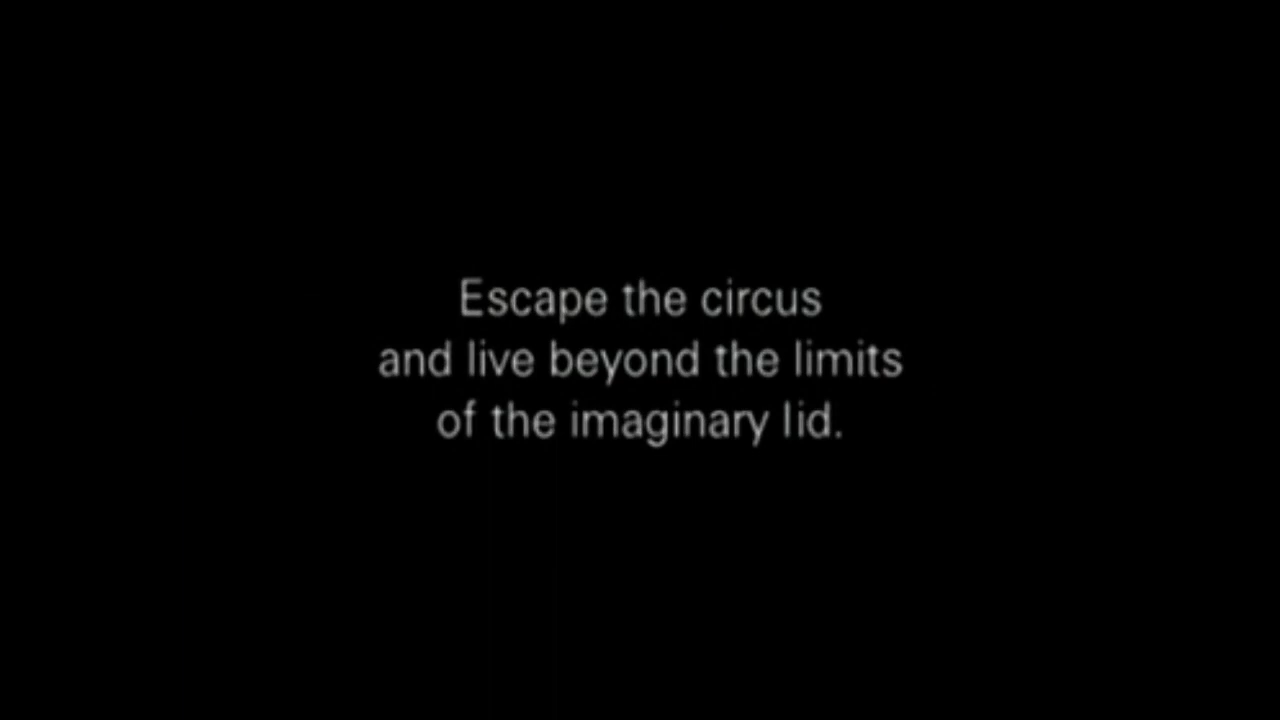 Escape the circus
and live beyond the limits
of the imaginary lid.